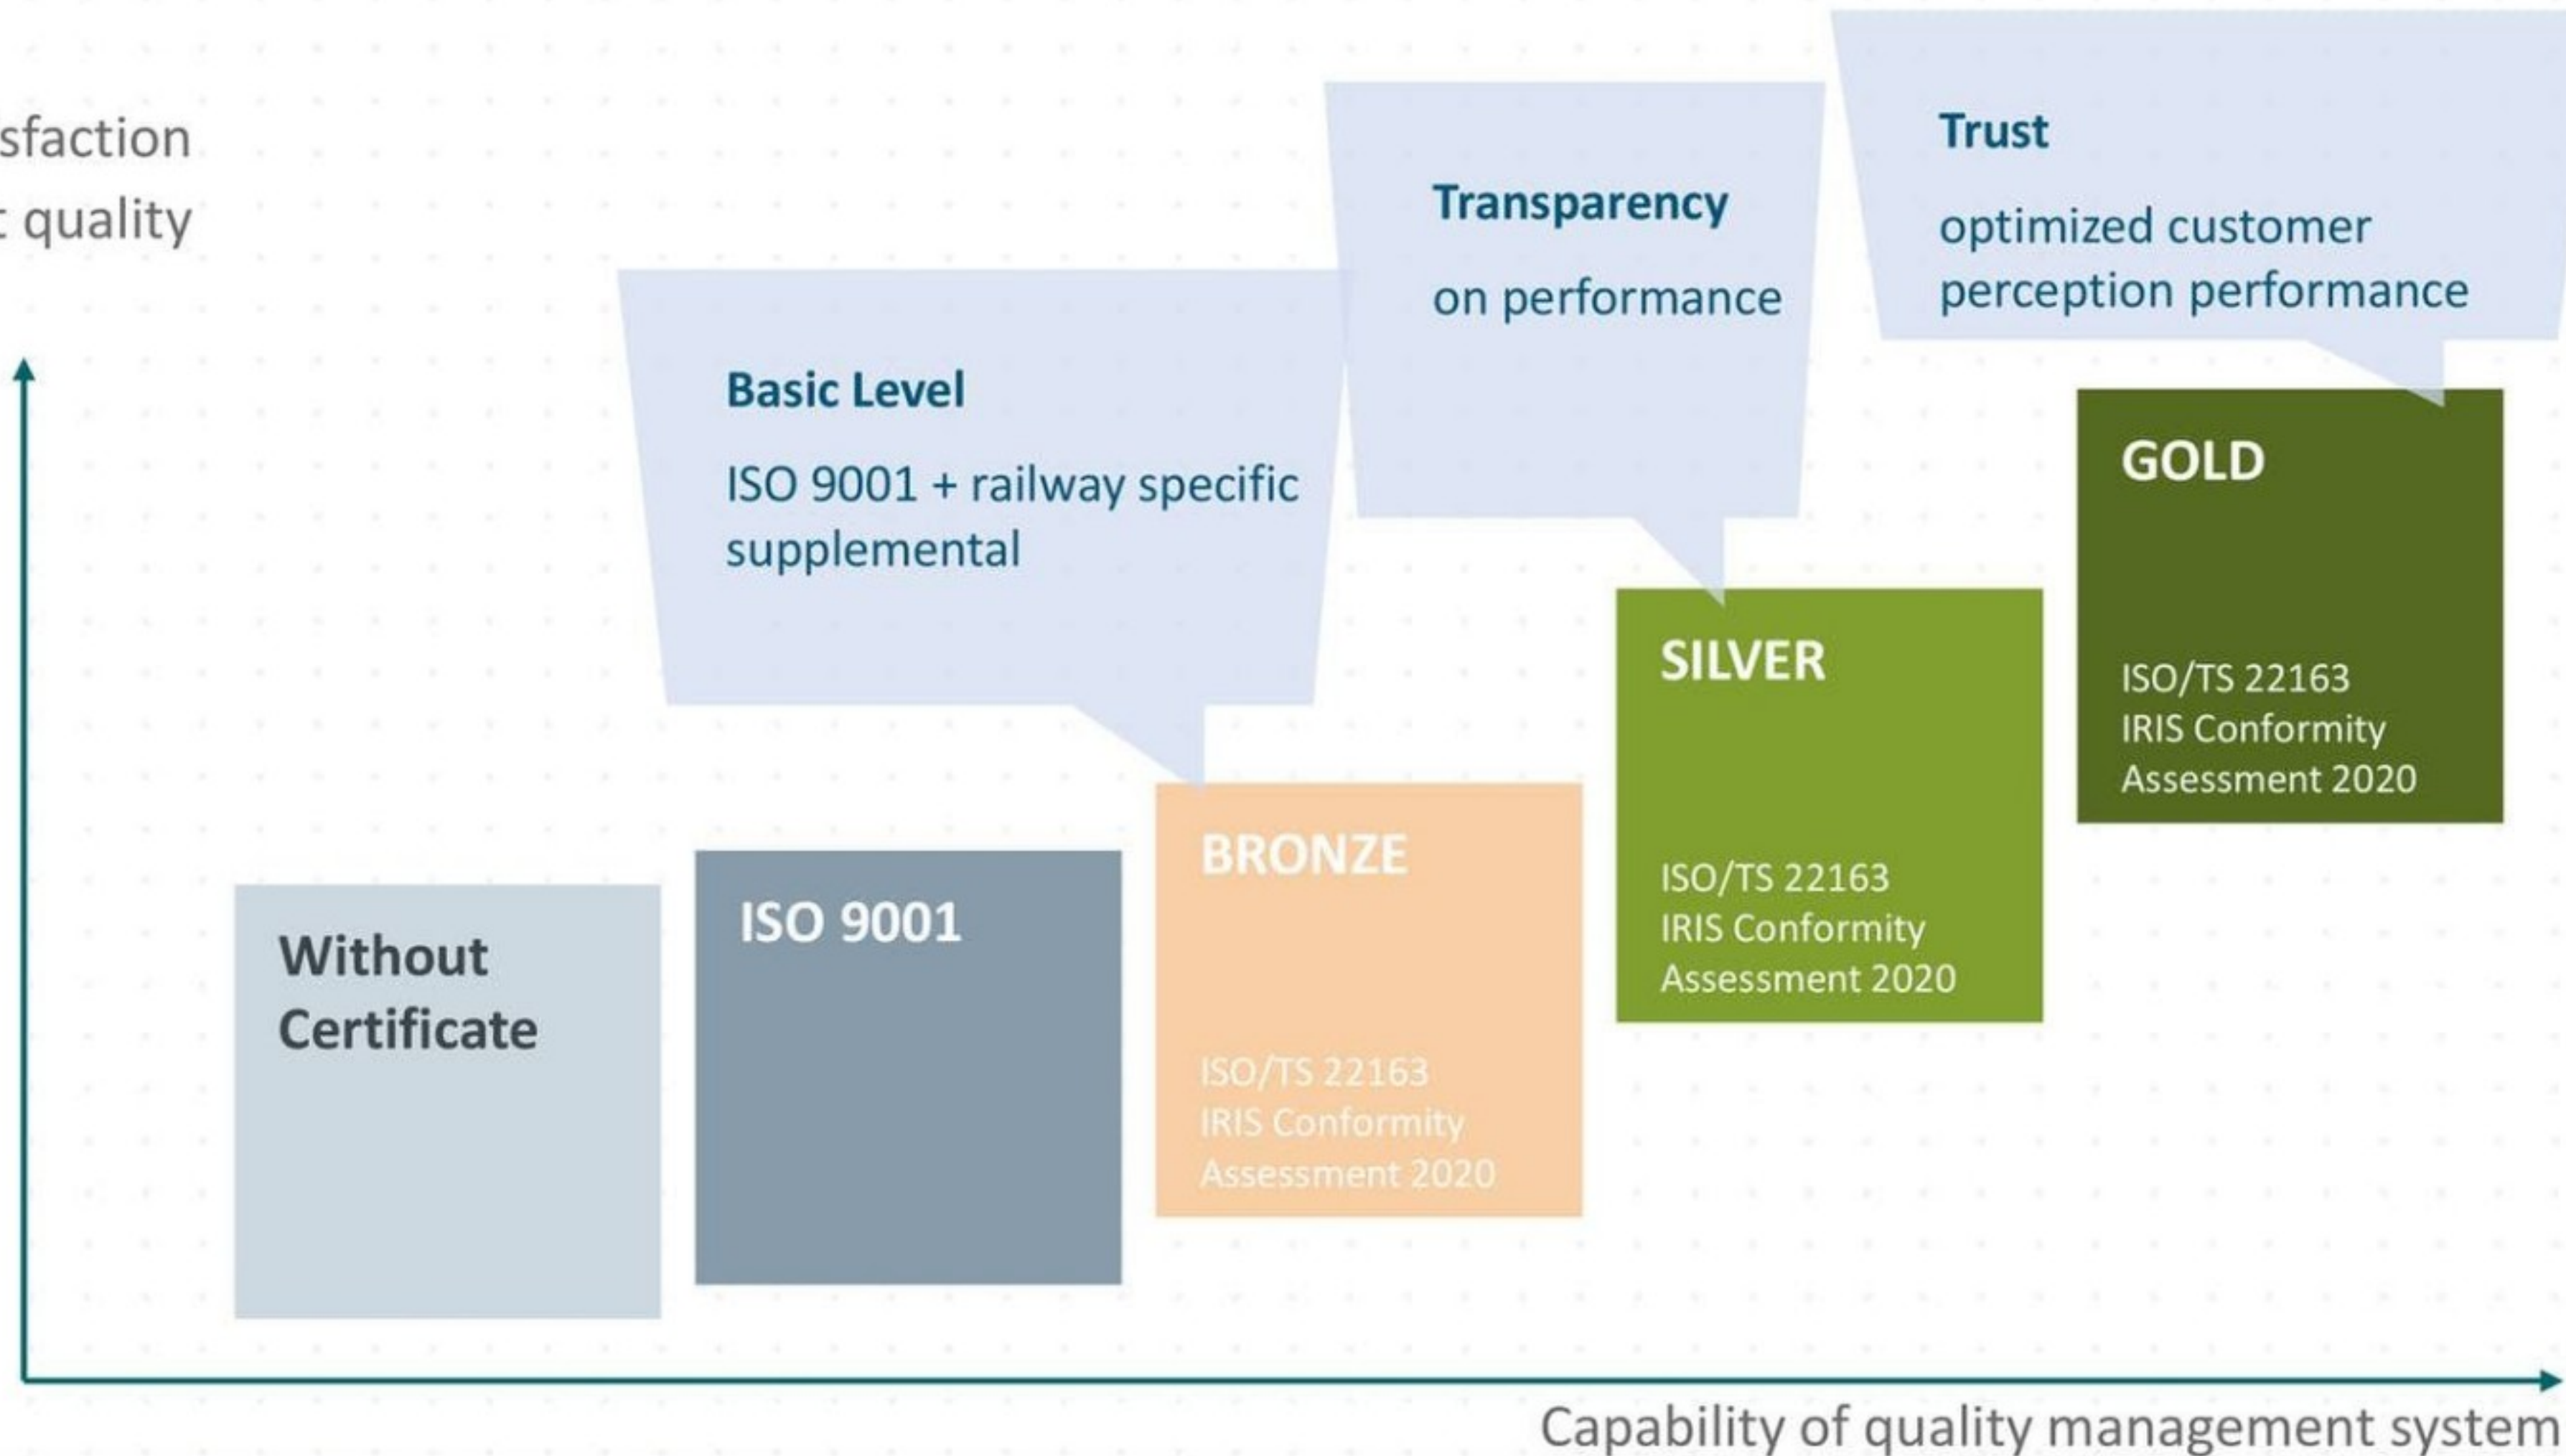 sfaction
t quality
Trust
optimized customer
perception performance
Transparency
on performance
Basic Level
ISO 9001 + railway specific
supplemental
GOLD
ISO/TS 22163
IRIS Conformity
Assessment 2020
SILVER
ISO/TS 22163
IRIS Conformity
Assessment 2020
BRONZE
ISO/TS 22163
IRIS Conformity
Assessment 2020
ISO 9001
Without
Certificate
Capability of quality management system